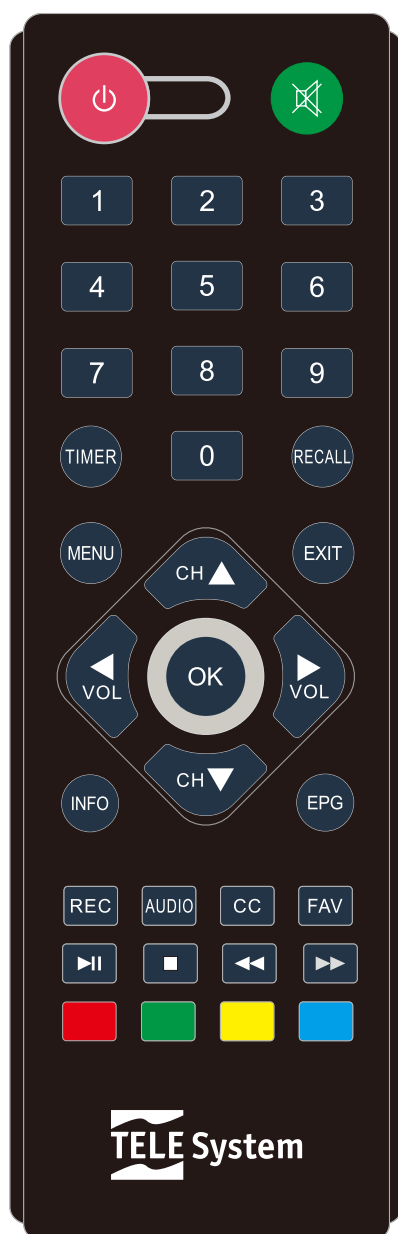 1 2 3
4 5 6
7 8 9
TIMER 0 RECALL
MENU EXIT
CH
VOL OK VOL
CH
INFO EPG
REC AUDIO CC FAV
TELE System